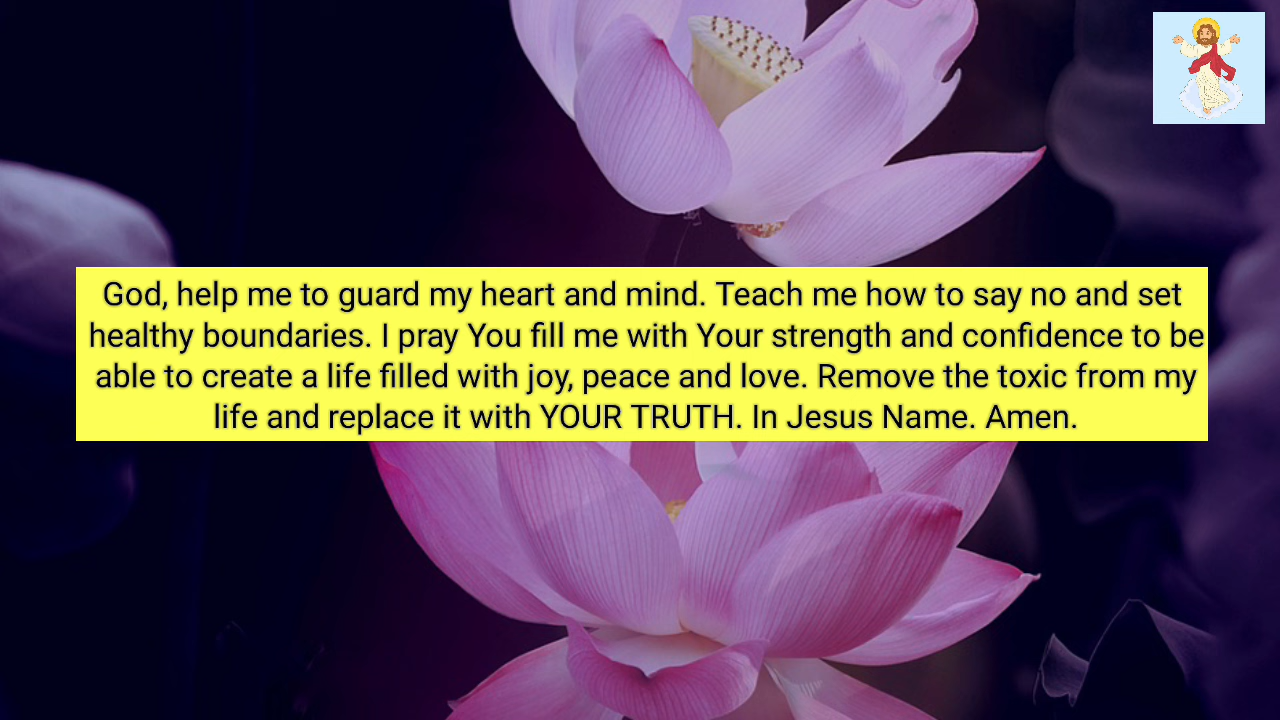 God, help me to guard my heart and mind. Teach me how to say no and set
healthy boundaries. I pray You fill me with Your strength and confidence to be
able to create a life filled with joy, peace and love. Remove the toxic from my
life and replace it with YOUR TRUTH. In Jesus Name. Amen.